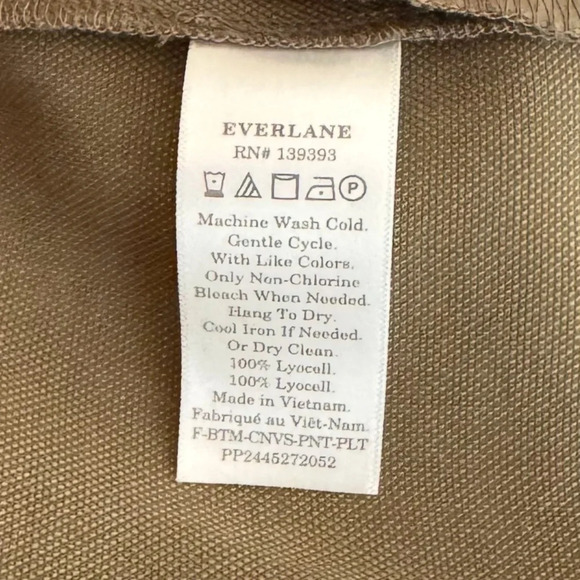 EVERLANE
RN# 139393
P
Machine Wash Cold.
Gentle Cycle.
With Like Colors,
Only Non-Chlorine
Bleach When Needed.
Hang To Dry.
Cool Iron If Needed.
Or Dry Clean.
100% Lyocell.
100% Lyocell.
Made in Vietnam.
Fabriqué au Viêt-Nam.
F-BTM-CNVS-PNT-PLT
PP2445272052